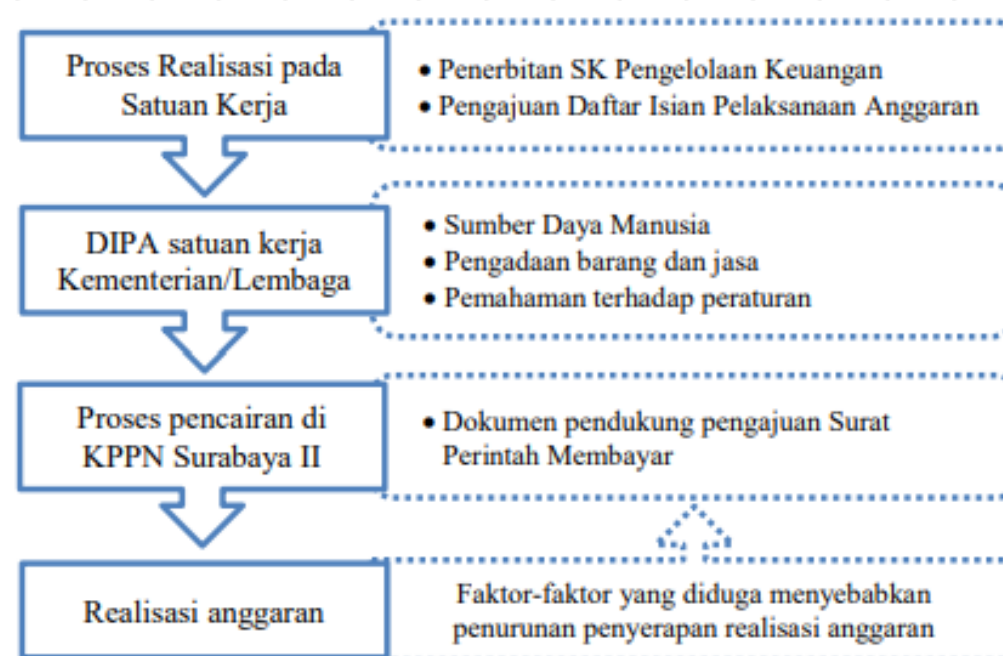 Proses Realisasi pada
Satuan Kerja
• Penerbitan SK Pengelolaan Keuangan
• Pengajuan Daftar Isian Pelaksanaan Anggaran
DIPA satuan kerja
Kementerian/Lembaga
• Sumber Daya Manusia
• Pengadaan barang dan jasa
• Pemahaman terhadap peraturan
Proses pencairan di
KPPN Surabaya II
• Dokumen pendukung pengajuan Surat
Perintah Membayar
Realisasi anggaran
Faktor-faktor yang diduga menyebabkan
penurunan penyerapan realisasi anggaran